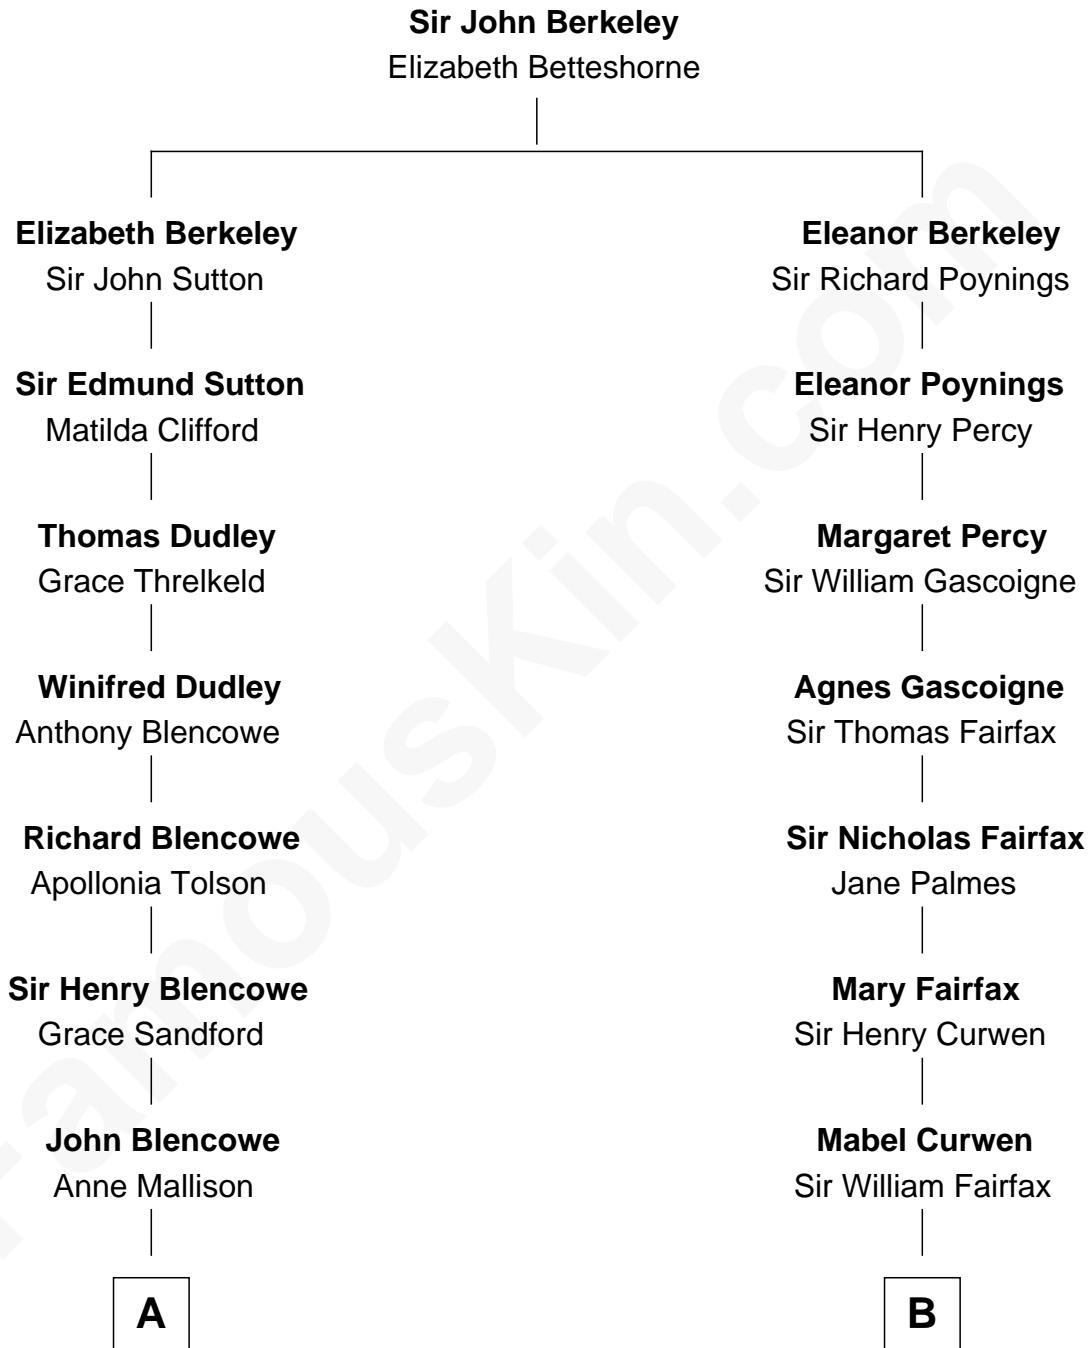 Sir John Berkeley
Elizabeth Betteshorne
Elizabeth Berkeley
Sir John Sutton
Eleanor Berkeley
Sir Richard Poynings
Sir Edmund Sutton
Matilda Clifford
Eleanor Poynings
Sir Henry Percy
Thomas Dudley
Grace Threlkeld
Margaret Percy
Sir William Gascoigne
Winifred Dudley
Anthony Blencowe
Agnes Gascoigne
Sir Thomas Fairfax
Richard Blencowe
Apollonia Tolson
Sir Nicholas Fairfax
Jane Palmes
Sir Henry Blencowe
Grace Sandford
Mary Fairfax
Sir Henry Curwen
John Blencowe
Anne Mallison
Mabel Curwen
Sir William Fairfax
A
B
FamousKin.com